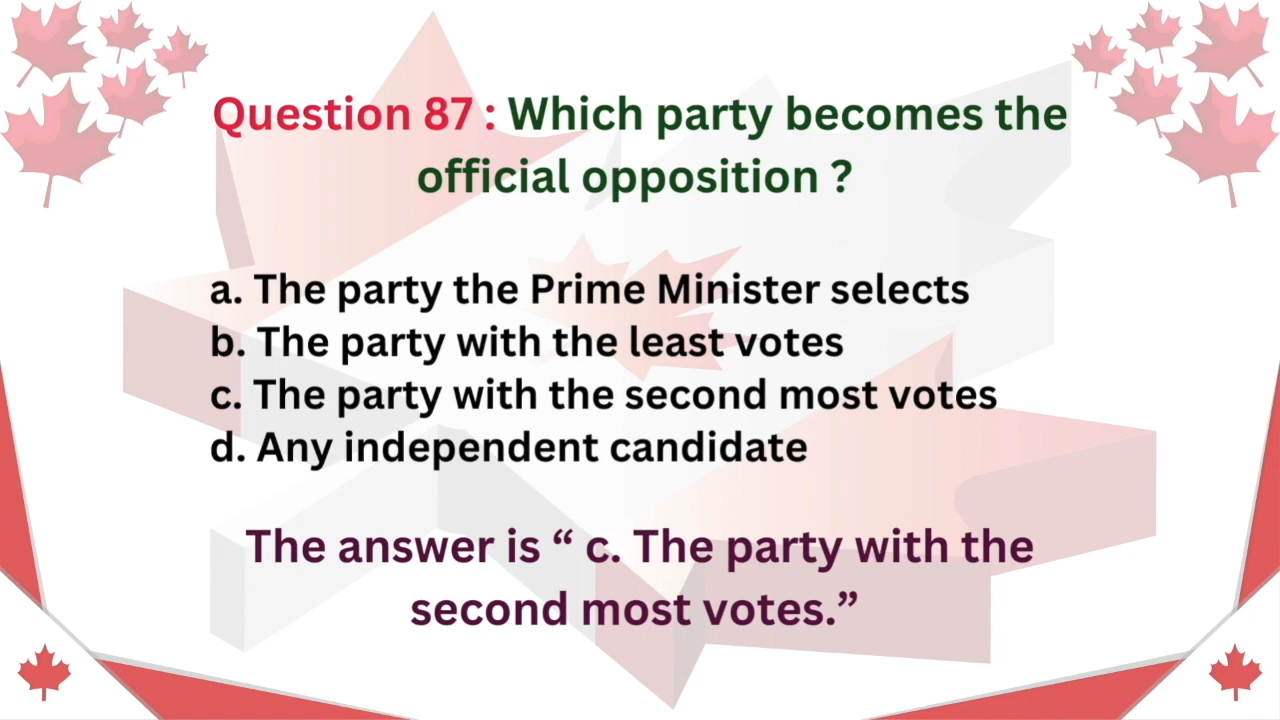 Question 87 : Which party becomes the
official opposition ?
a. The party the Prime Minister selects
b. The party with the least votes
c. The party with the second most votes
d. Any independent candidate
The answer is “ c. The party with the
second most votes.”